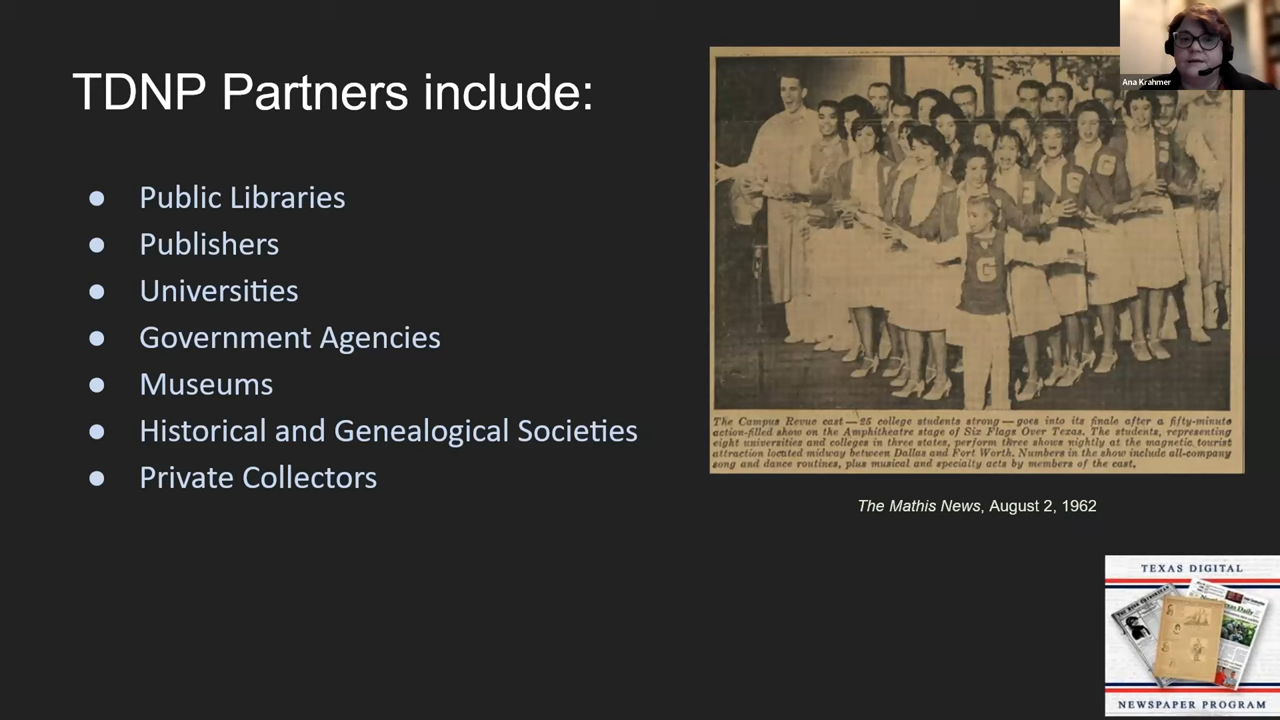 TDNP Partners include:
● Public Libraries
● Publishers
● Universities
● Government Agencies
● Museums
● Historical and Genealogical Societies
● Private Collectors
Ana Krahmer
G
The Campus Revue cast — 25 college students strong — goes into its finale after a fifty-minute
action-filled show on the Amphitheatre stage of Six Flags Over Texas. The students, representing
eight universities and colleges in three states, perform three shows nightly at the magnetic tourist
attraction located midway between Dallas and Fort Worth. Numbers in the show include all-company
song and dance routines, plus musical and specialty acts by members of the cast.
The Mathis News, August 2, 1962
TEXAS DIGITAL
NEWSPAPER PROGRAM